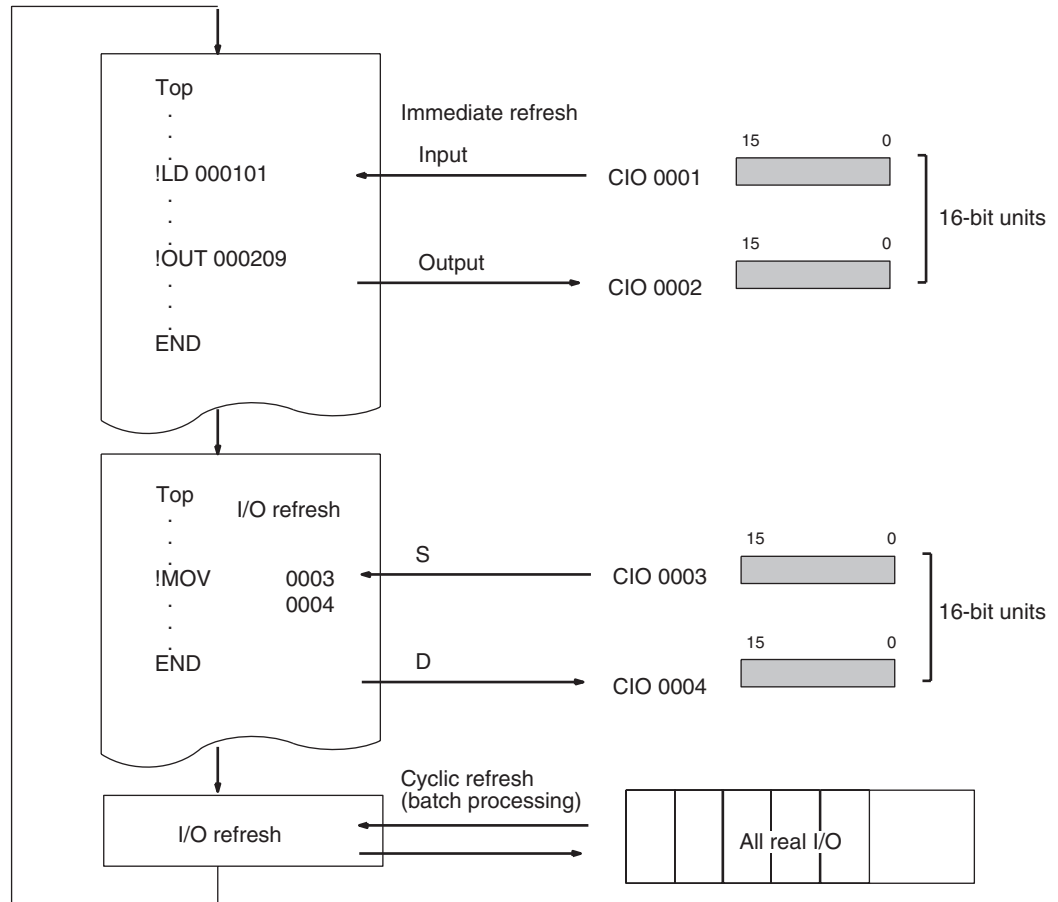 Top
.
.
Immediate refresh
!LD 000101
Input
CIO 0001
15 0
16-bit units
.
.
.
!OUT 000209
Output
CIO 0002
15 0
.
.
.
END
Top
I/O refresh
.
.
.
!MOV 0003
0004
S
CIO 0003
15 0
16-bit units
.
.
.
END
D
CIO 0004
15 0
Cyclic refresh
(batch processing)
I/O refresh
All real I/O